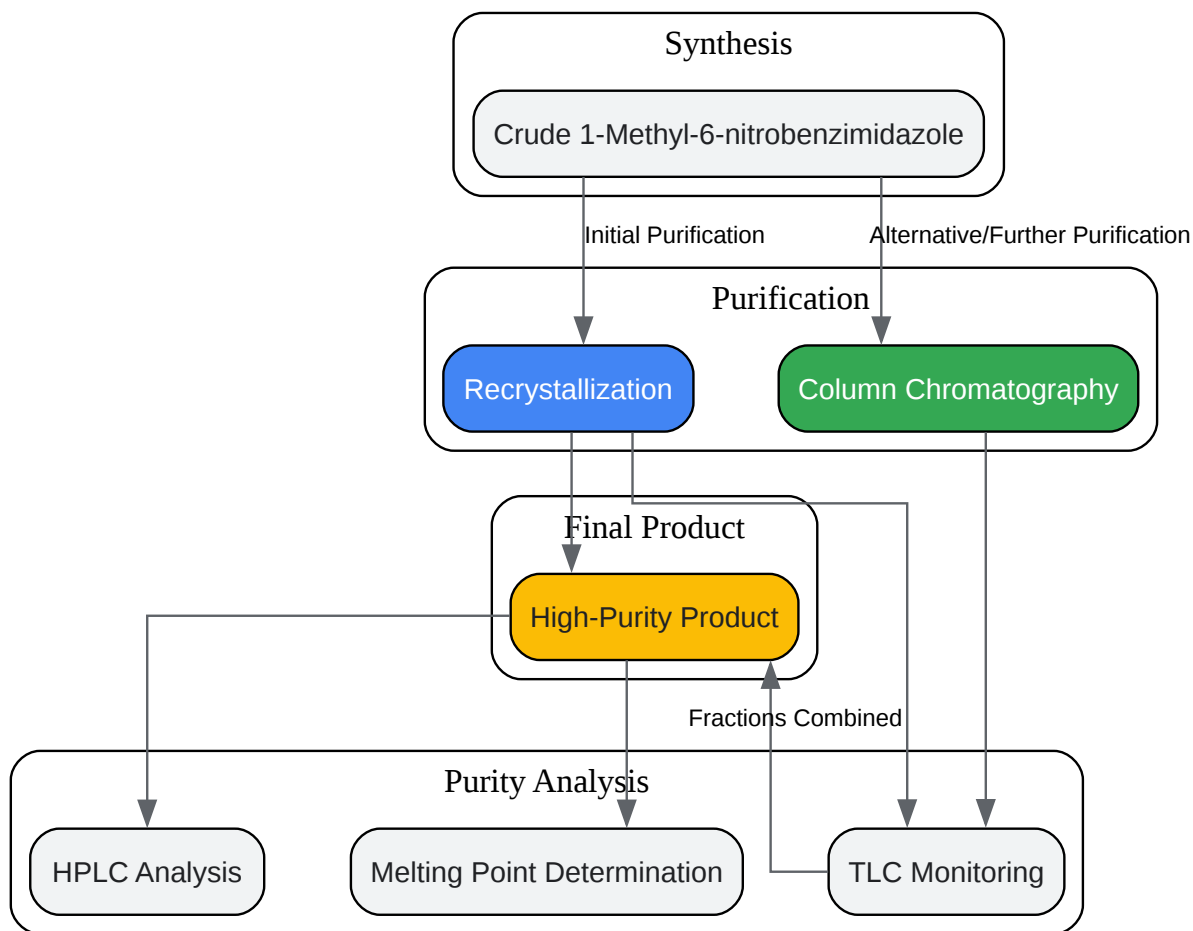 Synthesis
Crude 1-Methyl-6-nitrobenzimidazole
Initial Purification
Alternative/Further Purification
Purification
Recrystallization
Column Chromatography
Final Product
High-Purity Product
Fractions Combined
Purity Analysis
HPLC Analysis
Melting Point Determination
TLC Monitoring